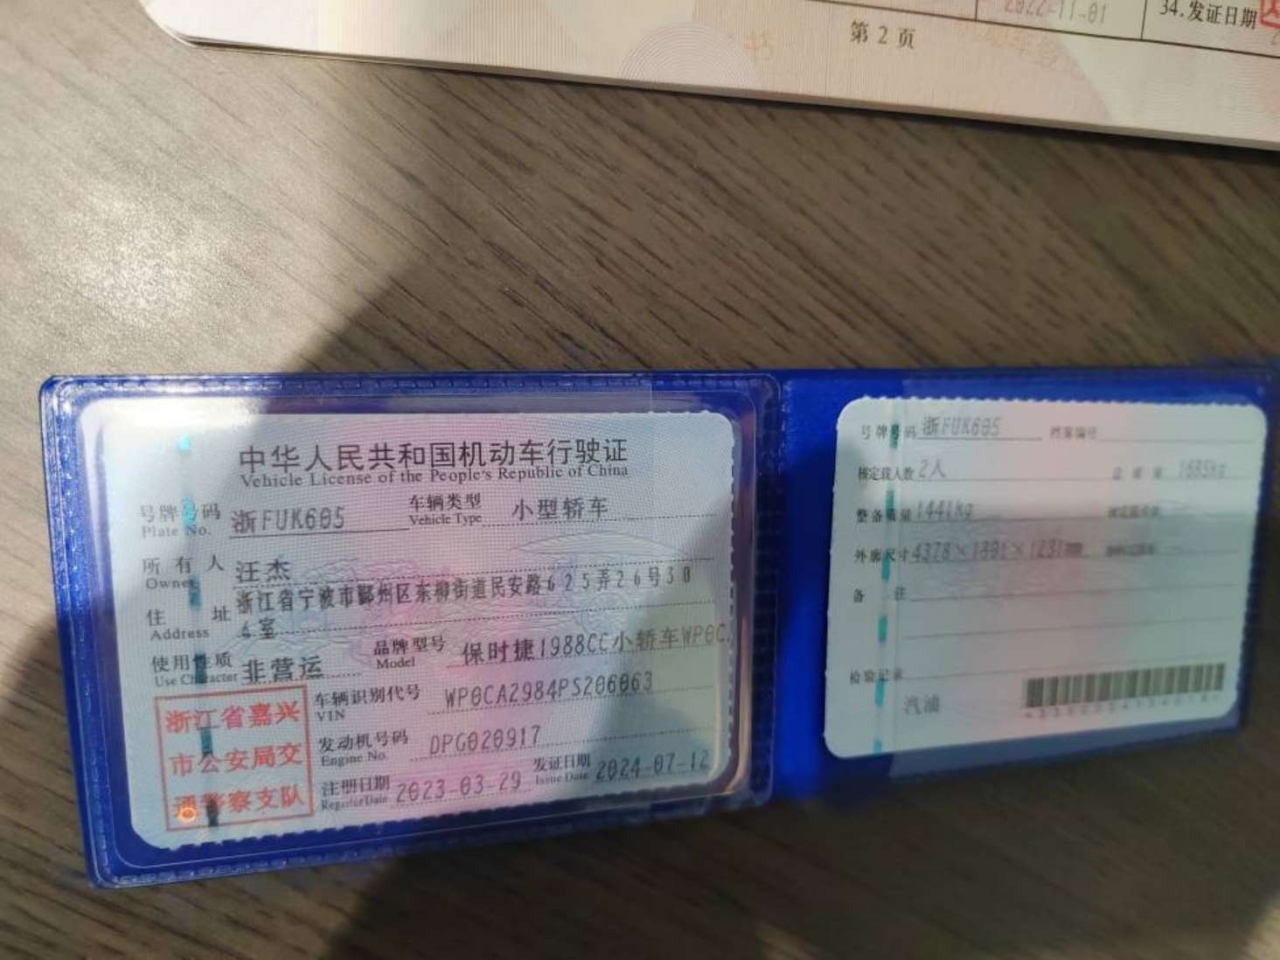 2022-11-01
34.发证日期
第 2 页
中华人民共和国机动车行驶证
Vehicle License of the People's Republic of China
号牌号码 浙FUK605 车辆类型 小型轿车
Plate No. Vehicle Type
所有人 汪杰
Owner
住址 浙江省宁波市鄞州区东柳街道民安路625弄26号30
Address 4室
使用性质 非营运 品牌型号 保时捷1988CC小轿车WP0C
Use Character Model
浙江省嘉兴
市公安局交
通警察支队
车辆识别代号 WP0CA2984PS206063
VIN
发动机号码 DPG020917
Engine No.
注册日期 2023-03-29 发证日期 2024-07-12
Register Date Issue Date
号牌号码 浙FUK605 档案编号
核定载人数 2人 总质量 1685kg
整备质量 1441kg
外廓尺寸
备注
检验记录
汽油